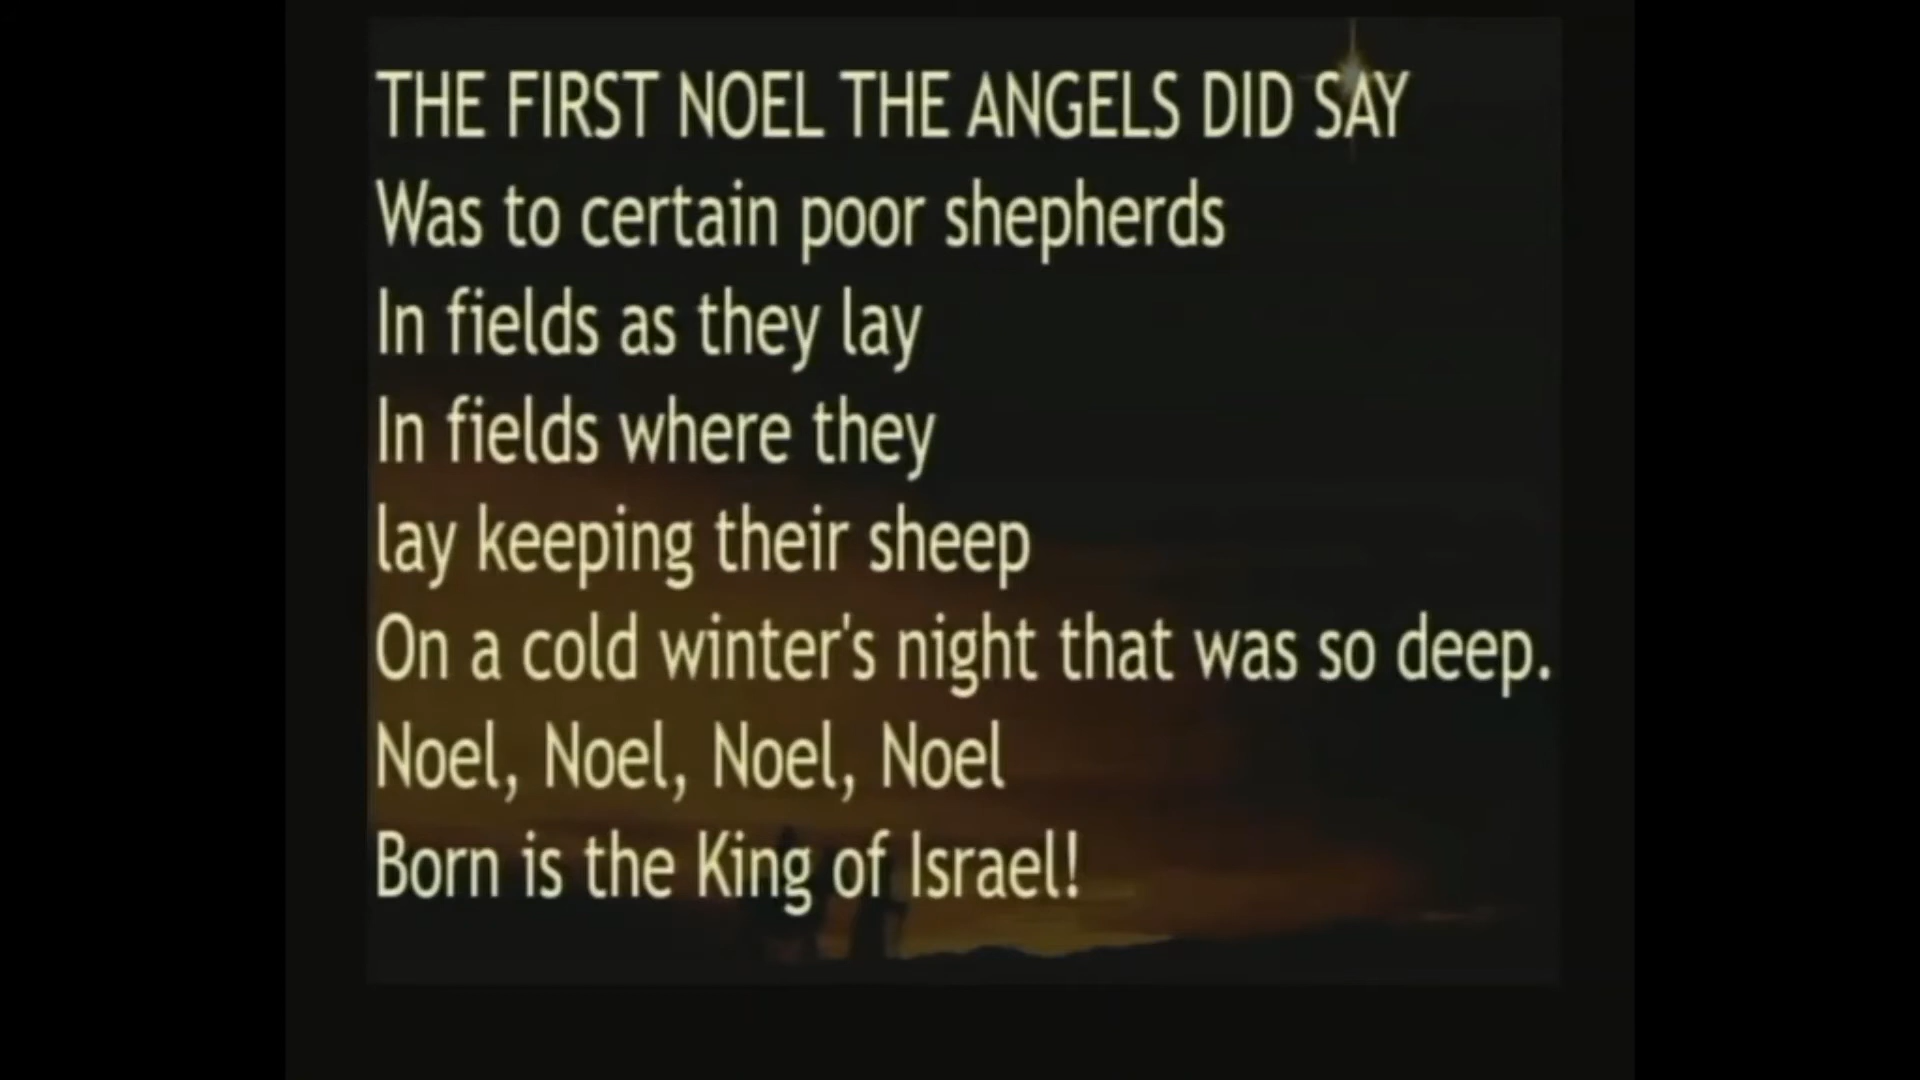 THE FIRST NOEL THE ANGELS DID SAY
Was to certain poor shepherds
In fields as they lay
In fields where they
lay keeping their sheep
On a cold winter's night that was so deep.
Noel, Noel, Noel, Noel
Born is the King of Israel!